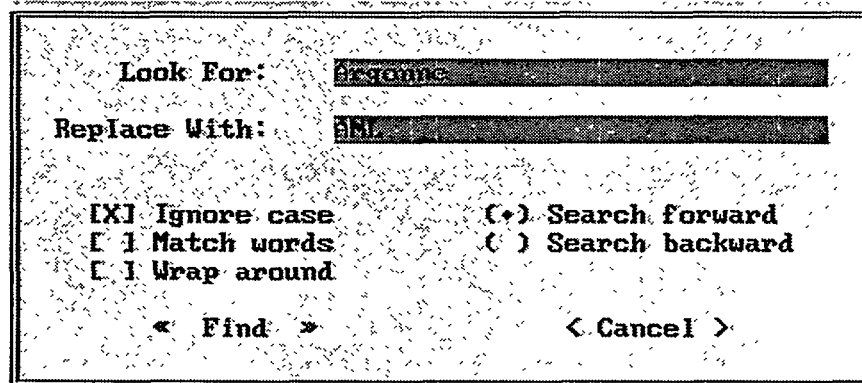 Look For: Argonne
Replace With: ANL
[X] Ignore case (•) Search forward
[ ] Match words ( ) Search backward
[ ] Wrap around
« Find » < Cancel >